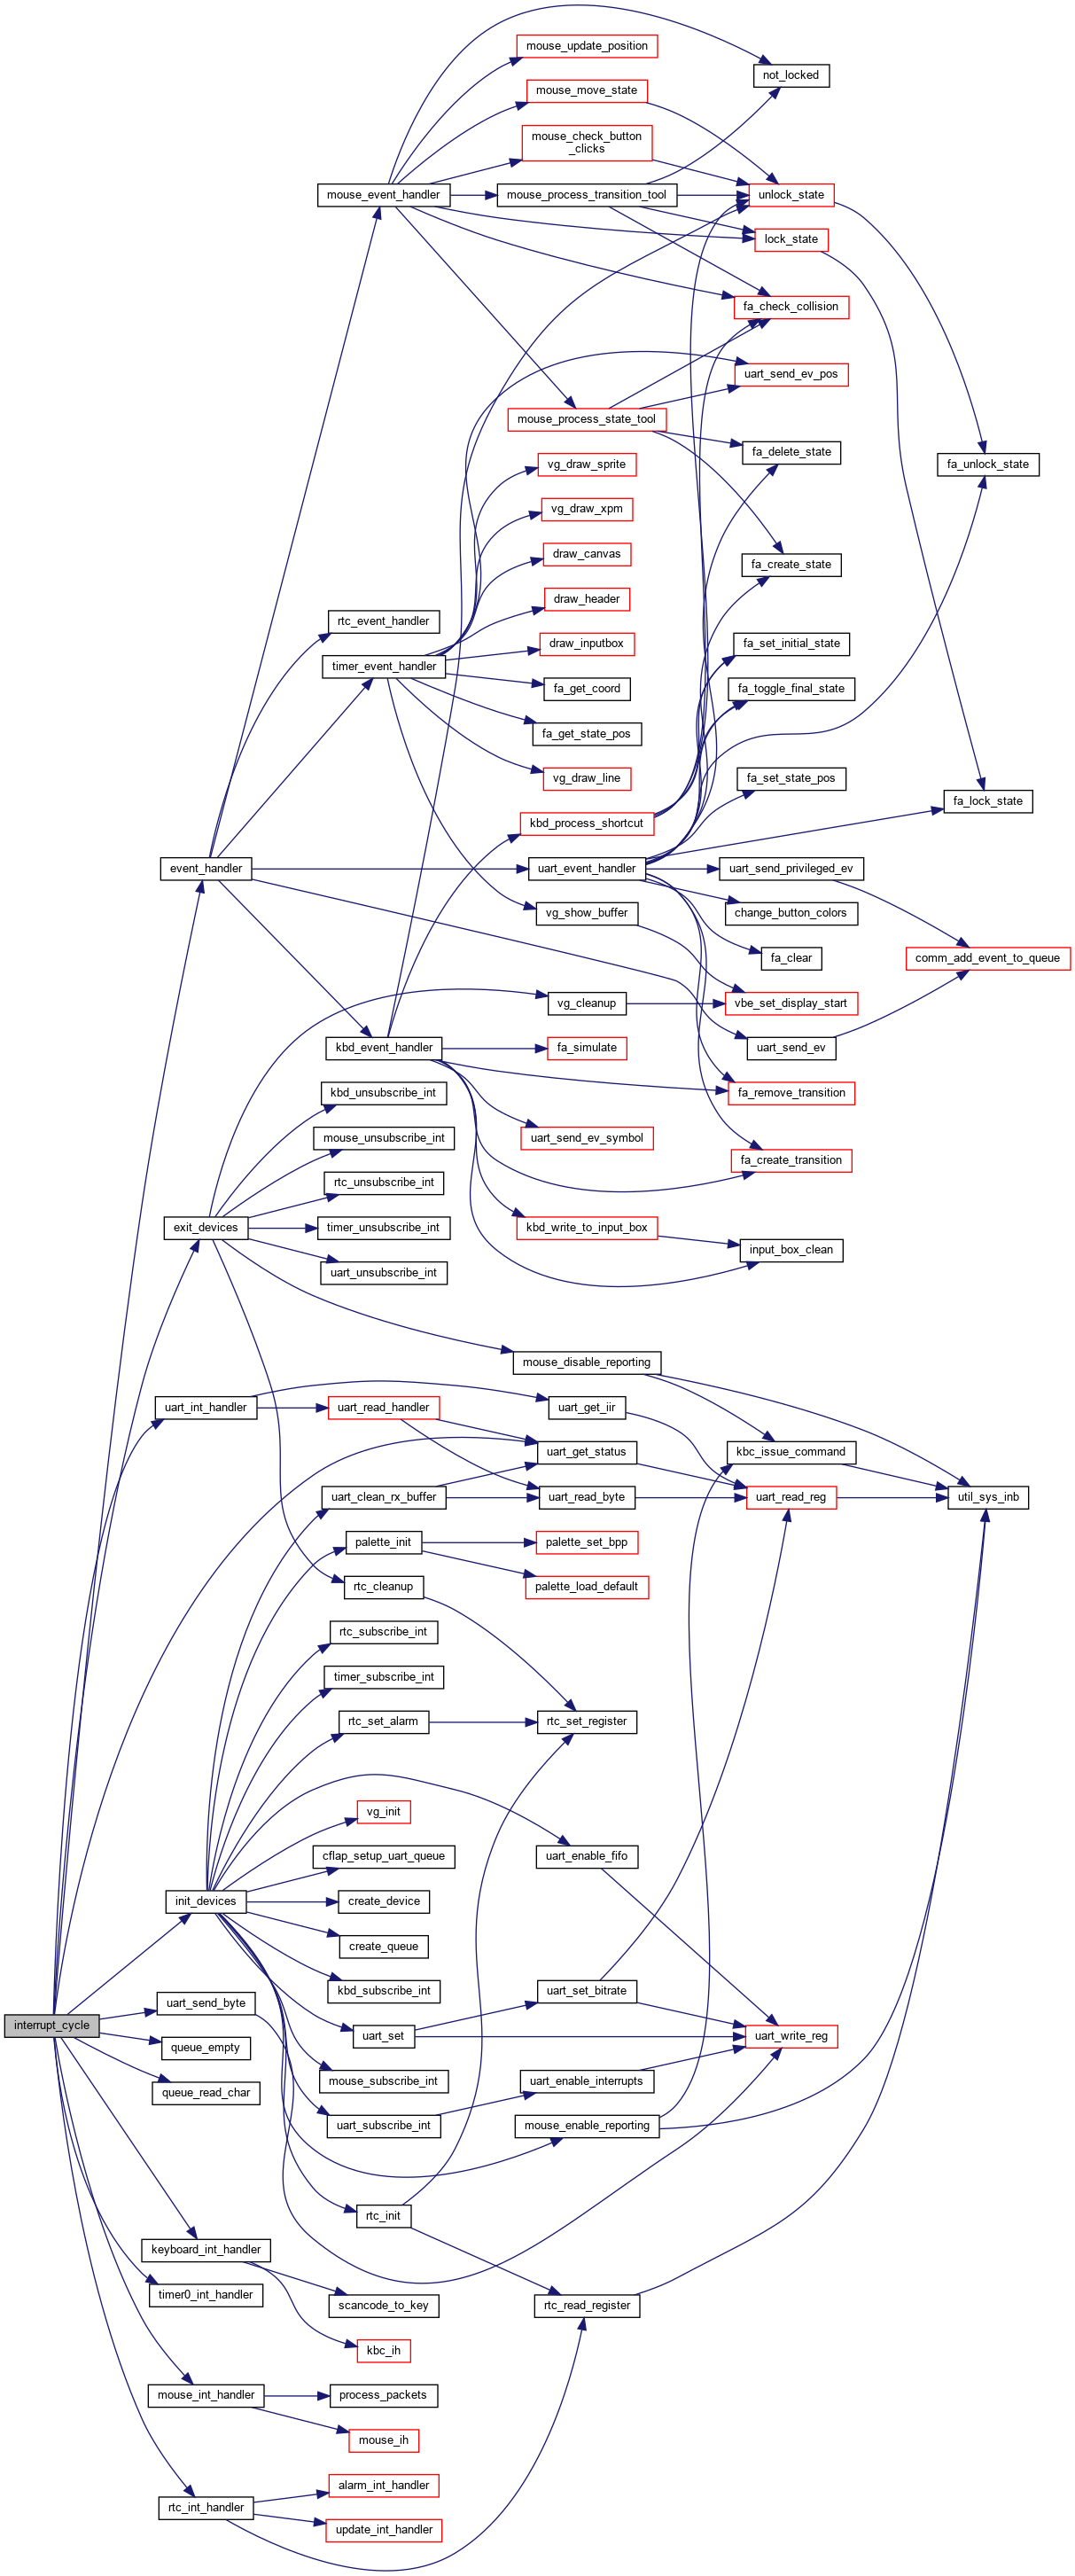 mouse_update_position
not_locked
mouse_move_state
mouse_check_button
_clicks
mouse_event_handler
mouse_process_transition_tool
unlock_state
lock_state
fa_check_collision
uart_send_ev_pos
mouse_process_state_tool
fa_delete_state
vg_draw_sprite
fa_unlock_state
vg_draw_xpm
draw_canvas
fa_create_state
draw_header
rtc_event_handler
draw_inputbox
fa_set_initial_state
timer_event_handler
fa_get_coord
fa_toggle_final_state
fa_get_state_pos
vg_draw_line
fa_set_state_pos
fa_lock_state
kbd_process_shortcut
event_handler
uart_event_handler
uart_send_privileged_ev
vg_show_buffer
change_button_colors
fa_clear
comm_add_event_to_queue
vg_cleanup
vbe_set_display_start
kbd_event_handler
fa_simulate
uart_send_ev
kbd_unsubscribe_int
fa_remove_transition
mouse_unsubscribe_int
uart_send_ev_symbol
fa_create_transition
rtc_unsubscribe_int
exit_devices
timer_unsubscribe_int
kbd_write_to_input_box
input_box_clean
uart_unsubscribe_int
mouse_disable_reporting
uart_int_handler
uart_read_handler
uart_get_iir
uart_get_status
kbc_issue_command
uart_clean_rx_buffer
uart_read_byte
uart_read_reg
util_sys_inb
palette_init
palette_set_bpp
rtc_cleanup
palette_load_default
rtc_subscribe_int
timer_subscribe_int
rtc_set_alarm
rtc_set_register
vg_init
cflap_setup_uart_queue
uart_enable_fifo
init_devices
create_device
create_queue
kbd_subscribe_int
uart_set_bitrate
uart_send_byte
interrupt_cycle
uart_set
uart_write_reg
queue_empty
mouse_subscribe_int
uart_enable_interrupts
queue_read_char
uart_subscribe_int
mouse_enable_reporting
rtc_init
keyboard_int_handler
timer0_int_handler
scancode_to_key
rtc_read_register
kbc_ih
mouse_int_handler
process_packets
mouse_ih
alarm_int_handler
rtc_int_handler
update_int_handler